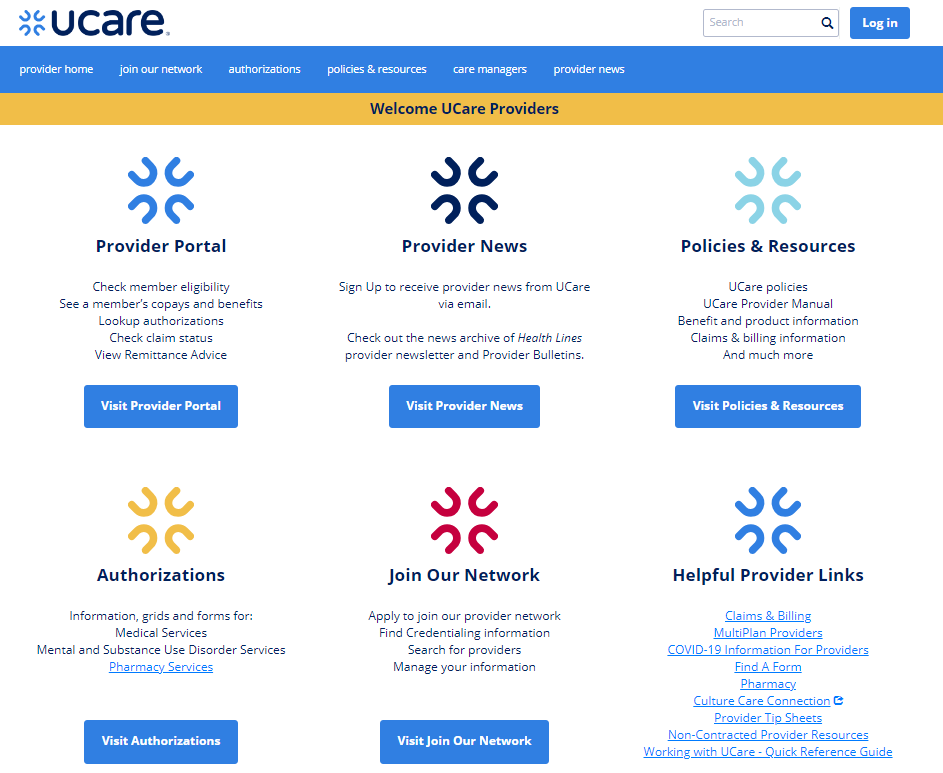 ucare.
Search
Log in
provider home join our network authorizations policies & resources care managers provider news
Welcome UCare Providers
Provider Portal
Check member eligibility
See a member's copays and benefits
Lookup authorizations
Check claim status
View Remittance Advice
Visit Provider Portal
Provider News
Sign Up to receive provider news from UCare
via email.
Check out the news archive of Health Lines
provider newsletter and Provider Bulletins.
Visit Provider News
Policies & Resources
UCare policies
UCare Provider Manual
Benefit and product information
Claims & billing information
And much more
Visit Policies & Resources
Authorizations
Information, grids and forms for:
Medical Services
Mental and Substance Use Disorder Services
Pharmacy Services
Visit Authorizations
Join Our Network
Apply to join our provider network
Find Credentialing information
Search for providers
Manage your information
Visit Join Our Network
Helpful Provider Links
Claims & Billing
MultiPlan Providers
COVID-19 Information For Providers
Find A Form
Pharmacy
Culture Care Connection
Provider Tip Sheets
Non-Contracted Provider Resources
Working with UCare - Quick Reference Guide